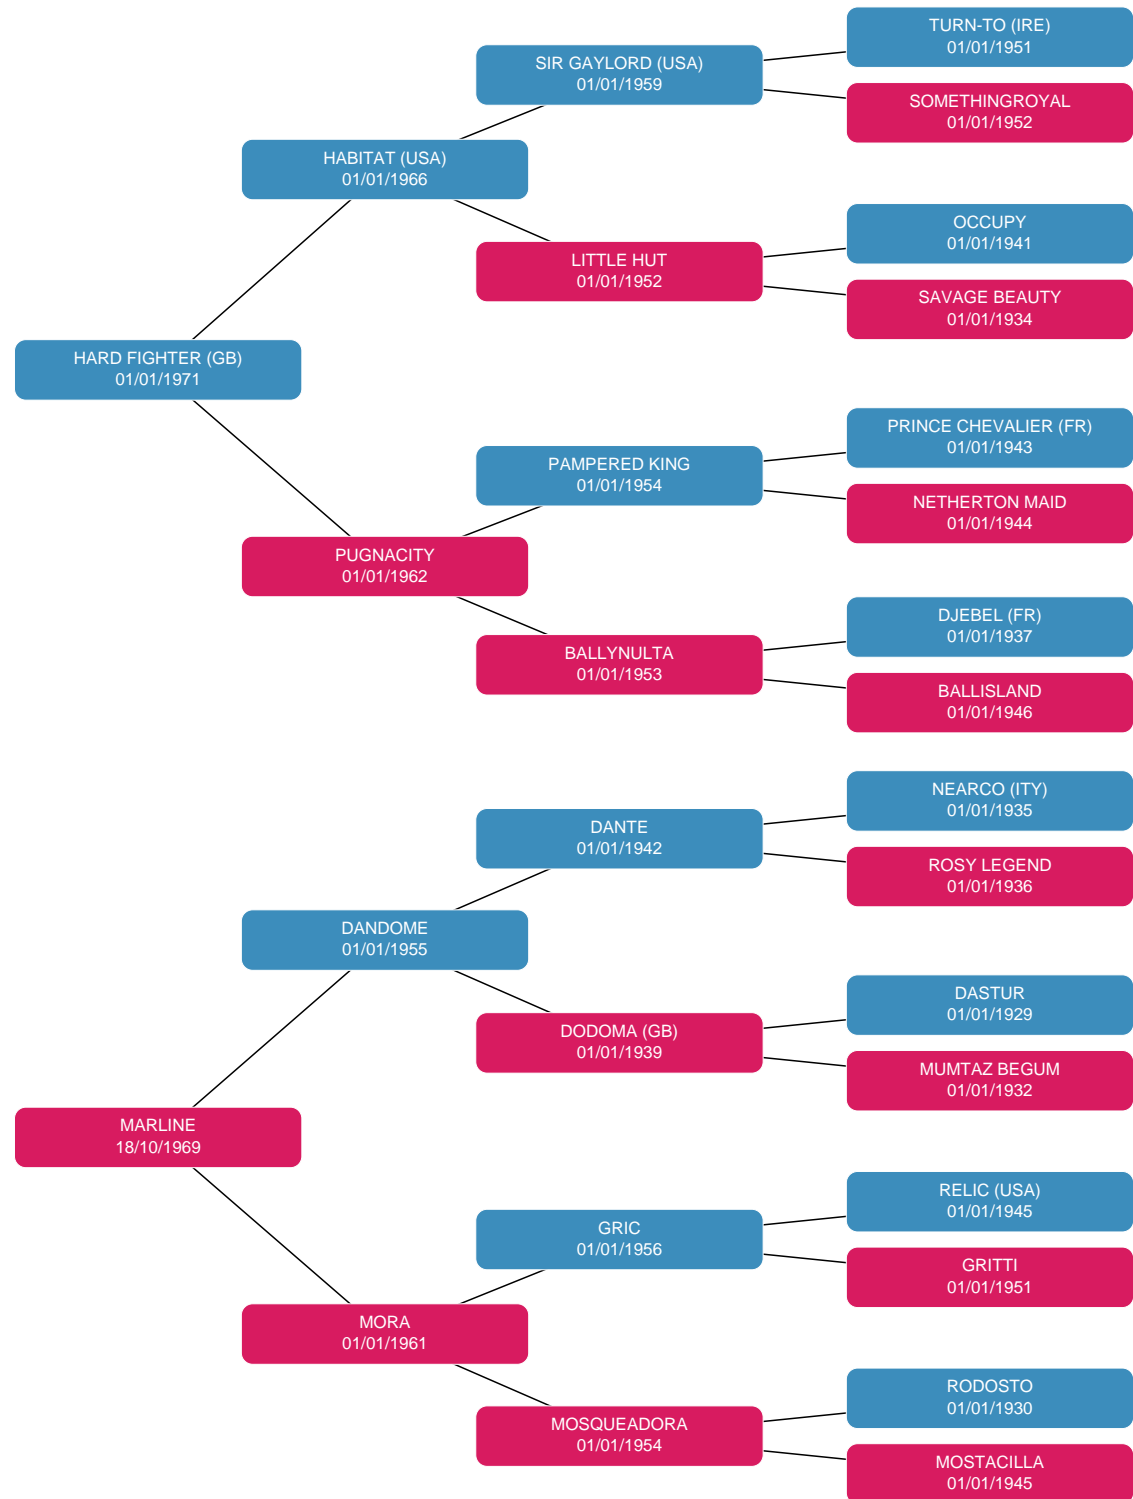 TURN-TO (IRE)
01/01/1951
SIR GAYLORD (USA)
01/01/1959
SOMETHINGROYAL
01/01/1952
HABITAT (USA)
01/01/1966
OCCUPY
01/01/1941
LITTLE HUT
01/01/1952
SAVAGE BEAUTY
01/01/1934
HARD FIGHTER (GB)
01/01/1971
PRINCE CHEVALIER (FR)
01/01/1943
PAMPERED KING
01/01/1954
NETHERTON MAID
01/01/1944
PUGNACITY
01/01/1962
DJEBEL (FR)
01/01/1937
BALLYNULTA
01/01/1953
BALLISLAND
01/01/1946
NEARCO (ITY)
01/01/1935
DANTE
01/01/1942
ROSY LEGEND
01/01/1936
DANDOME
01/01/1955
DASTUR
01/01/1929
DODOMA (GB)
01/01/1939
MUMTAZ BEGUM
01/01/1932
MARLINE
18/10/1969
RELIC (USA)
01/01/1945
GRIC
01/01/1956
GRITTI
01/01/1951
MORA
01/01/1961
RODOSTO
01/01/1930
MOSQUEADORA
01/01/1954
MOSTACILLA
01/01/1945